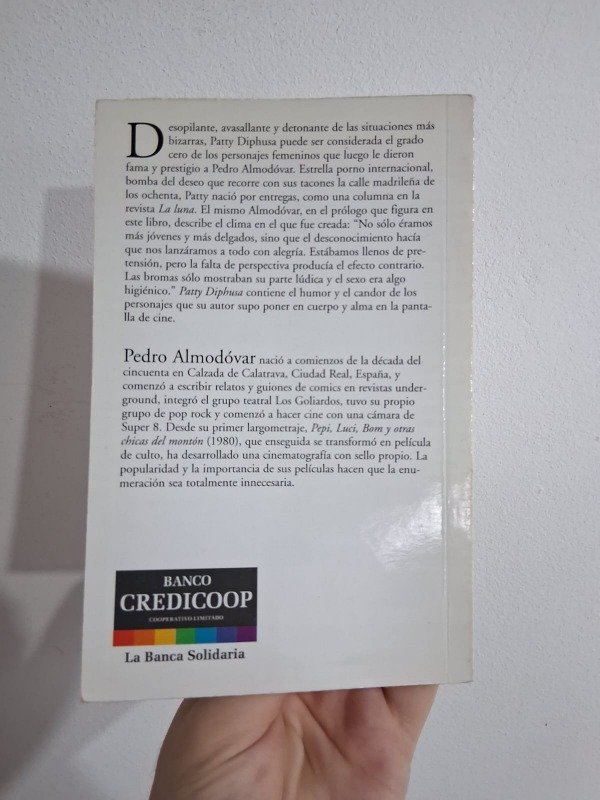 Desopilante, avasallante y detonante de las situaciones más
bizarras, Patty Diphusa puede ser considerada el grado
cero de los personajes femeninos que luego le dieron
fama y prestigio a Pedro Almodóvar. Estrella porno internacional,
bomba del deseo que recorre con sus tacones la calle madrileña de
los ochenta, Patty nació por entregas, como una columna en la
revista La luna. El mismo Almodóvar, en el prólogo que figura en
este libro, describe el clima en el que fue creada: “No sólo éramos
más jóvenes y más delgados, sino que el desconocimiento hacía
que nos lanzáramos a todo con alegría. Estábamos llenos de pre-
tensión, pero la falta de perspectiva producía el efecto contrario.
Las bromas sólo mostraban su parte lúdica y el sexo era algo
higiénico.” Patty Diphusa contiene el humor y el candor de los
personajes que su autor supo poner en cuerpo y alma en la panta-
lla de cine.
Pedro Almodóvar nació a comienzos de la década del
cincuenta en Calzada de Calatrava, Ciudad Real, España, y
comenzó a escribir relatos y guiones de comics en revistas under-
ground, integró el grupo teatral Los Goliardos, tuvo su propio
grupo de pop rock y comenzó a hacer cine con una cámara de
Super 8. Desde su primer largometraje, Pepi, Luci, Bom y otras
chicas del montón (1980), que enseguida se transformó en película
de culto, ha desarrollado una cinematografía con sello propio. La
popularidad y la importancia de sus películas hacen que la enu-
meración sea totalmente innecesaria.
BANCO
CREDICOOP
COOPERATIVO LIMITADO
La Banca Solidaria